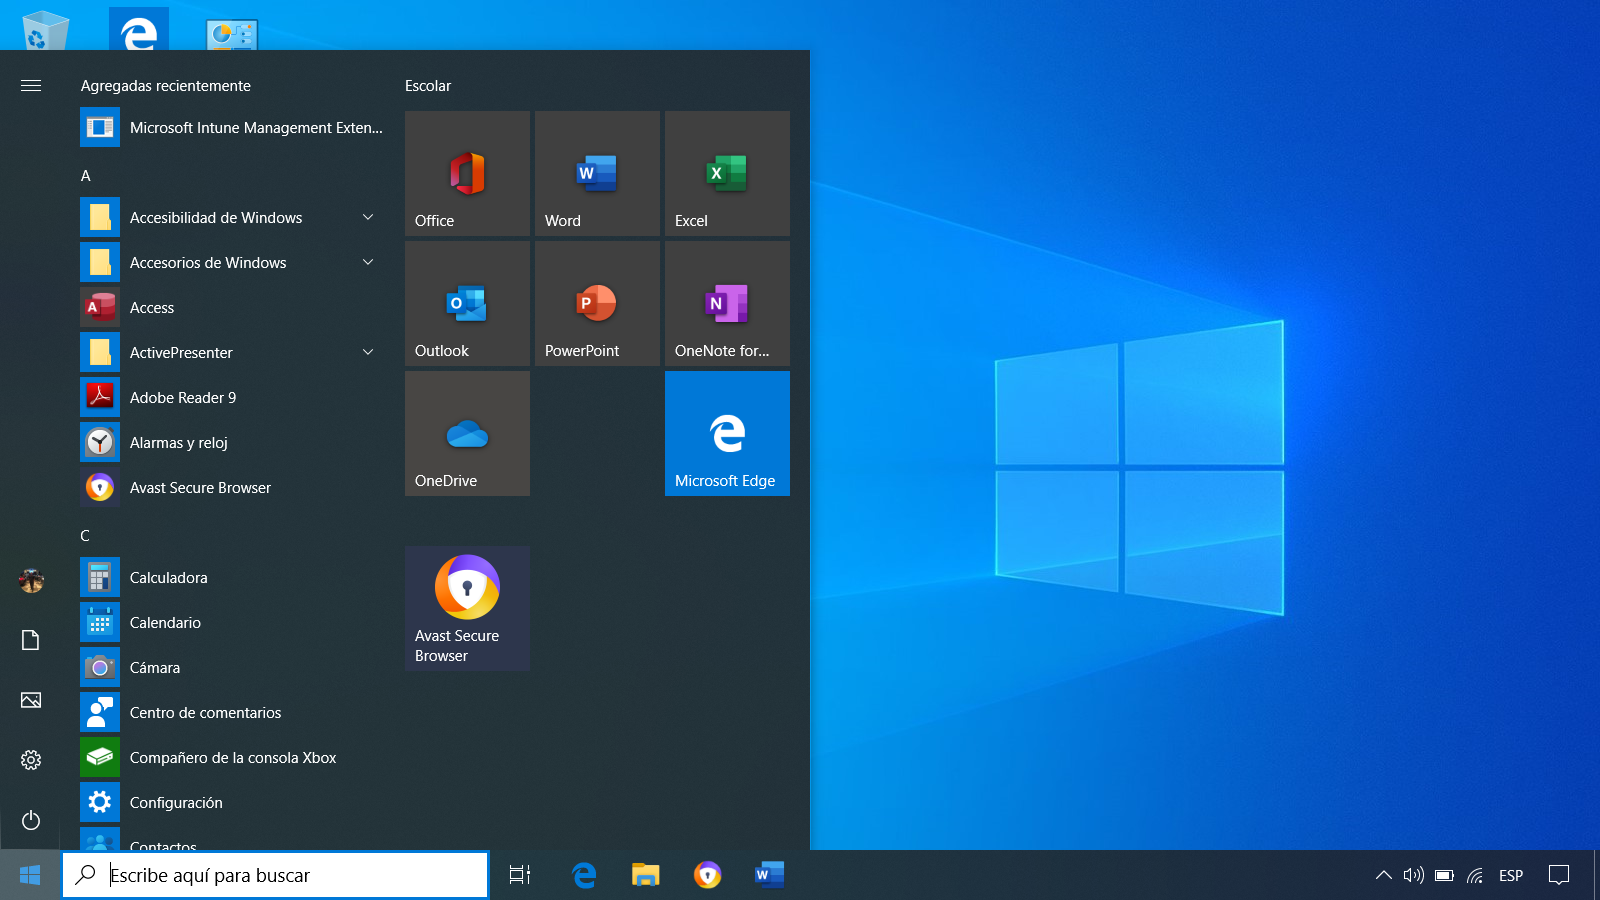 Agregadas recientemente
Microsoft Intune Management Exten...
A
Accesibilidad de Windows
Accesorios de Windows
Access
ActivePresenter
Adobe Reader 9
Alarmas y reloj
Avast Secure Browser
C
Calculadora
Calendario
Cámara
Centro de comentarios
Compañero de la consola Xbox
Configuración
Contactos
Escolar
Office
Word
Excel
Outlook
PowerPoint
OneNote for...
OneDrive
Microsoft Edge
Avast Secure
Browser
Escribe aquí para buscar
ESP